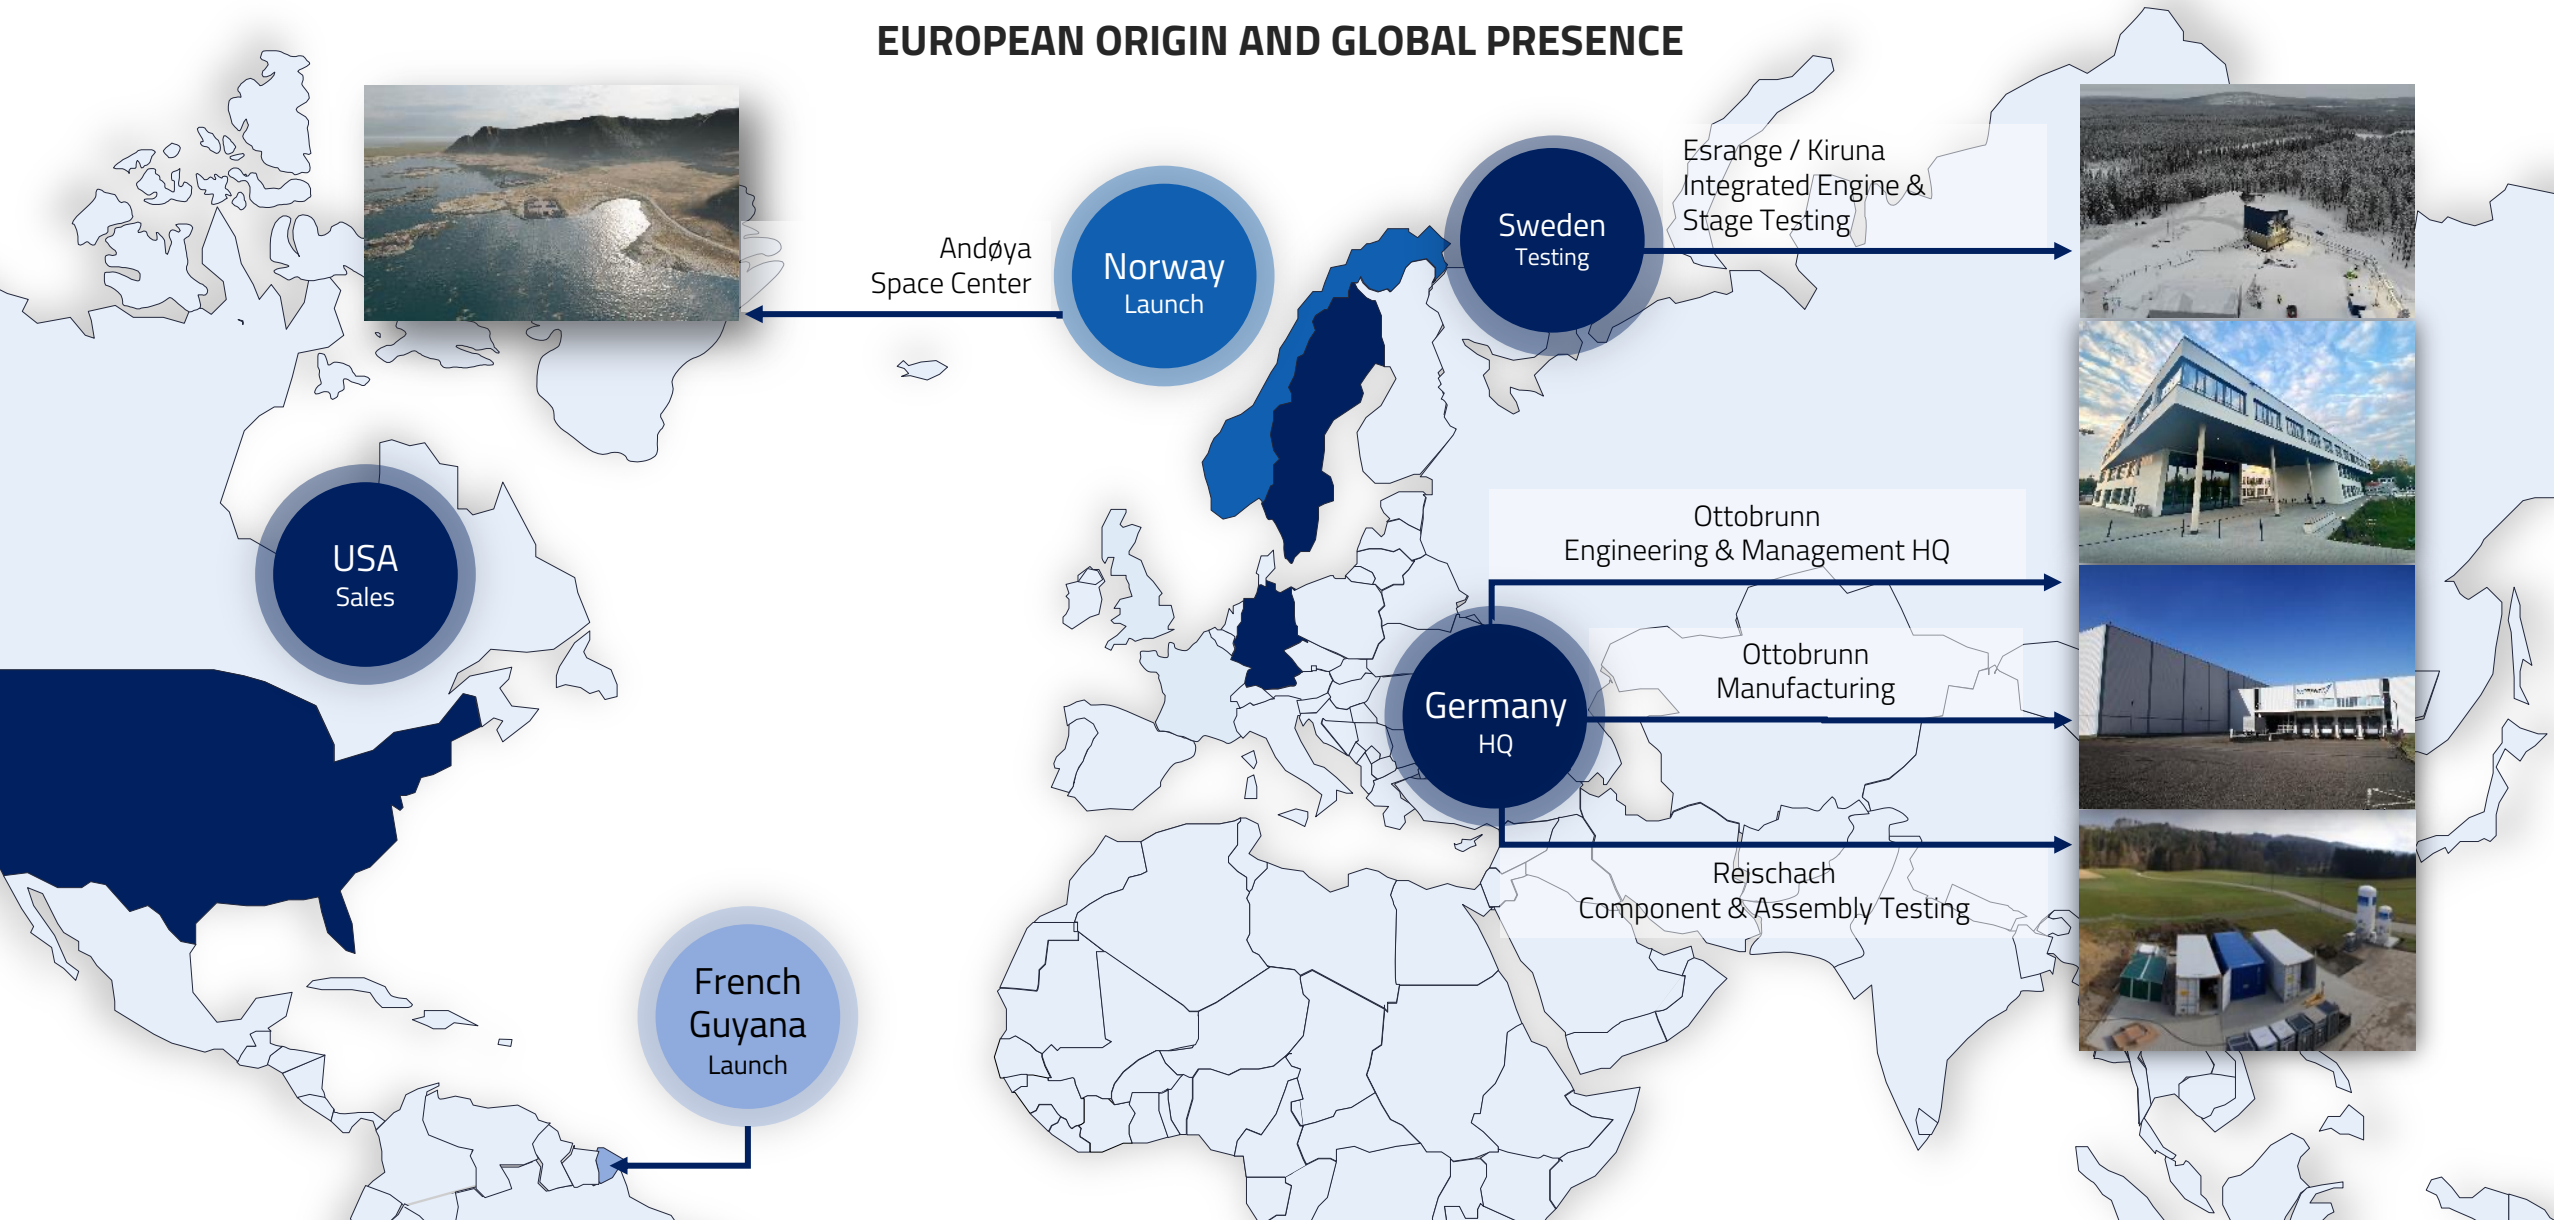 EUROPEAN ORIGIN AND GLOBAL PRESENCE
Esrange / Kiruna
Integrated Engine &
Stage Testing
Sweden
Testing
Andøya
Space Center
Norway
Launch
Ottobrunn
Engineering & Management HQ
USA
Sales
Ottobrunn
Manufacturing
Germany
HQ
Reischach
Component & Assembly Testing
French
Guyana
Launch